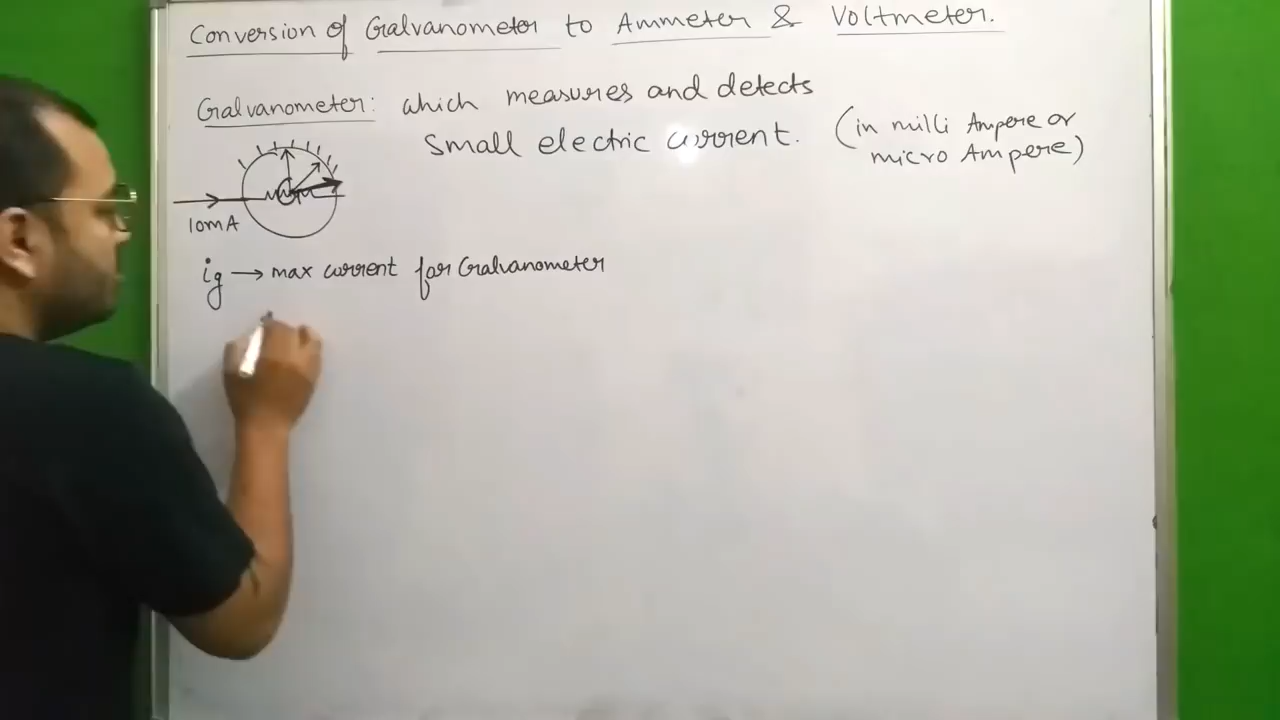 Conversion of Galvanometer to Ammeter & Voltmeter.
Galvanometer: which measures and detects
small electric current. (in milli Ampere or
micro Ampere)
10mA
ig → max current for Galvanometer